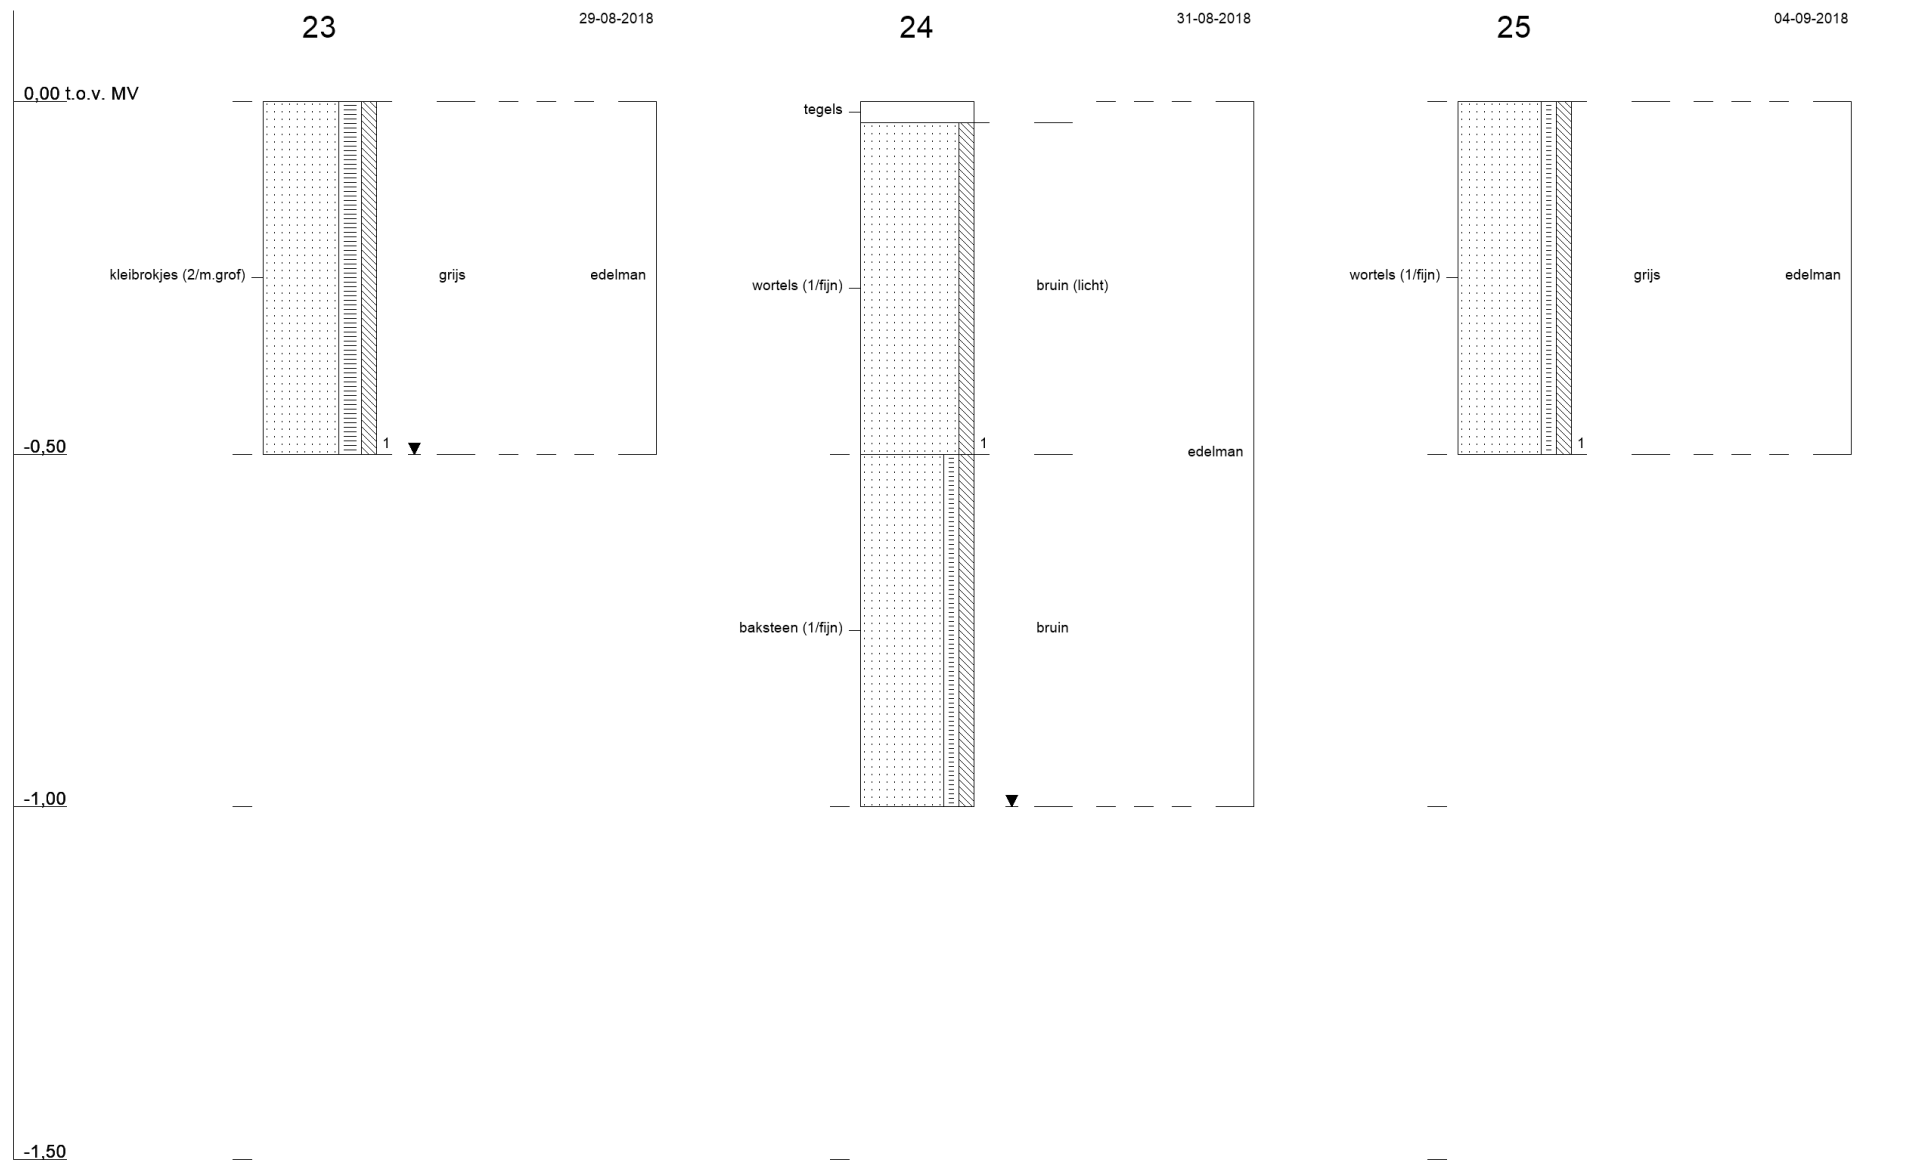 23
29-08-2018
24
31-08-2018
25
04-09-2018
0,00 t.o.v. MV
tegels
kleibrokjes (2/m.grof)
grijs
edelman
wortels (1/fijn)
bruin (licht)
wortels (1/fijn)
grijs
edelman
-0,50
1
1
1
edelman
baksteen (1/fijn)
bruin
-1,00
-1,50